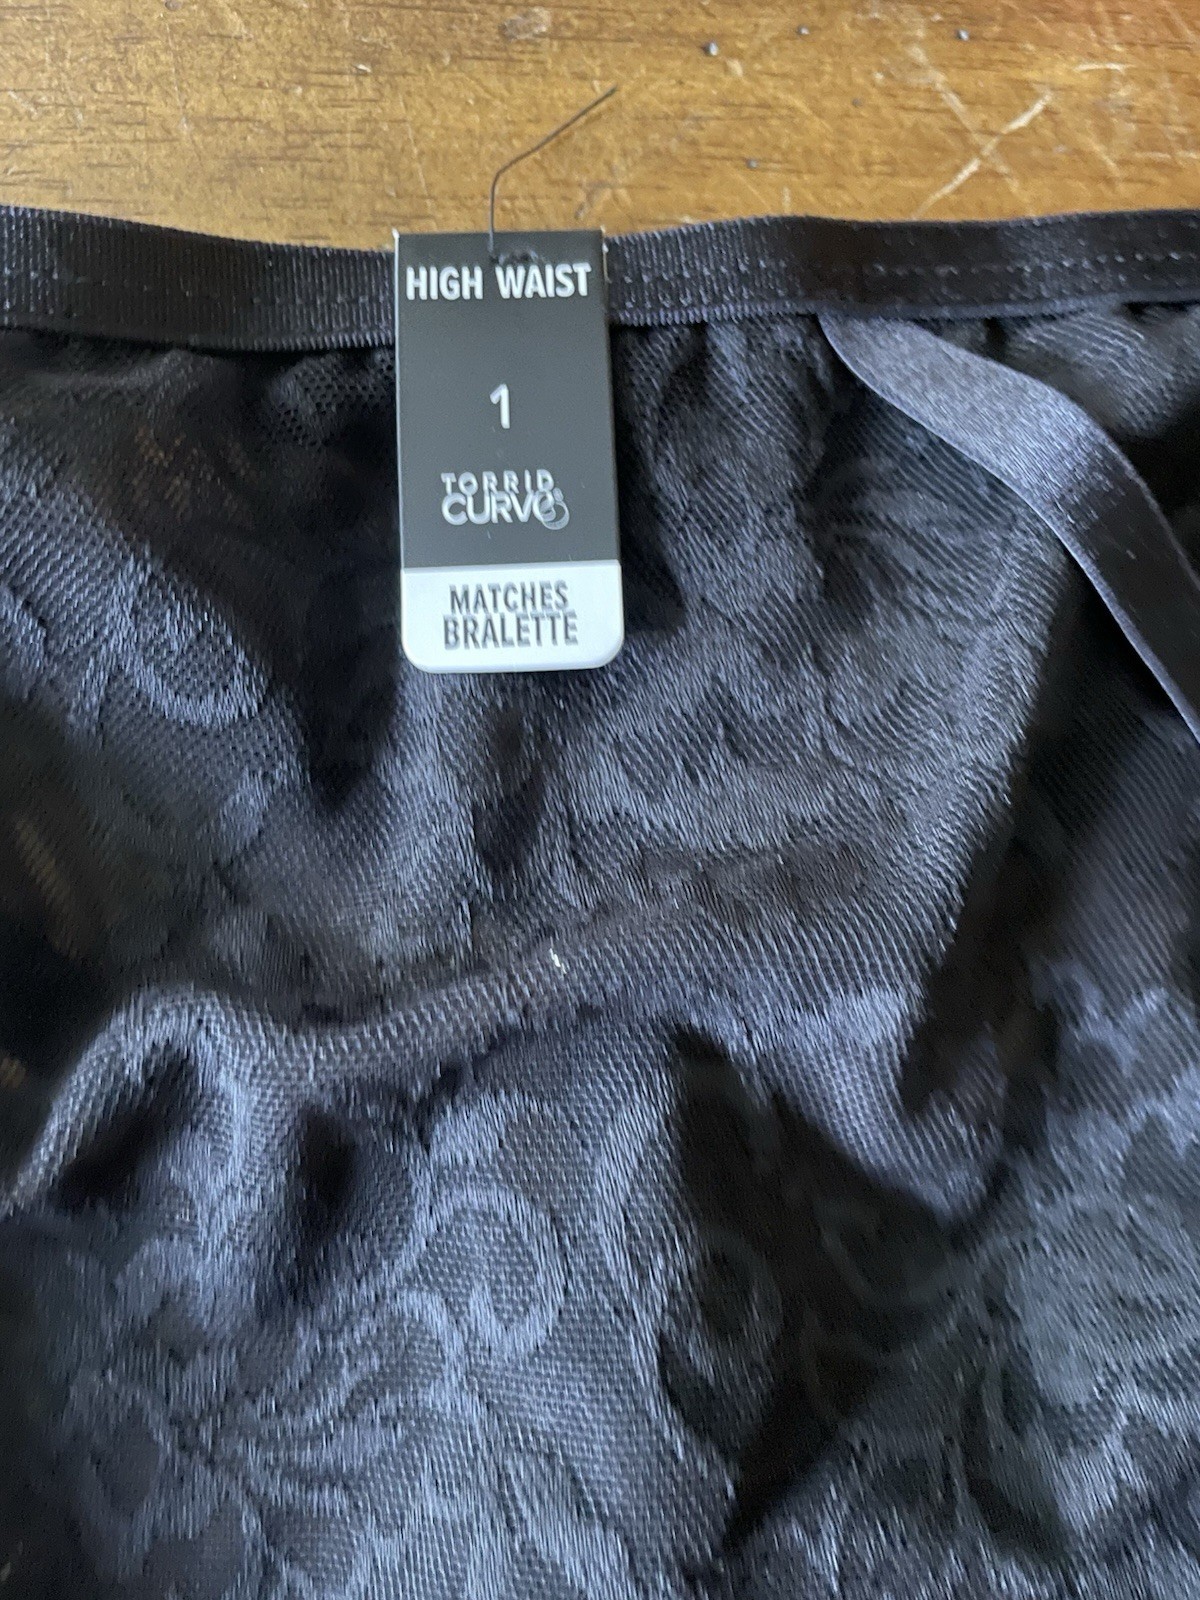 HIGH WAIST
1
TORRID
CURVE
MATCHES
BRALETTE